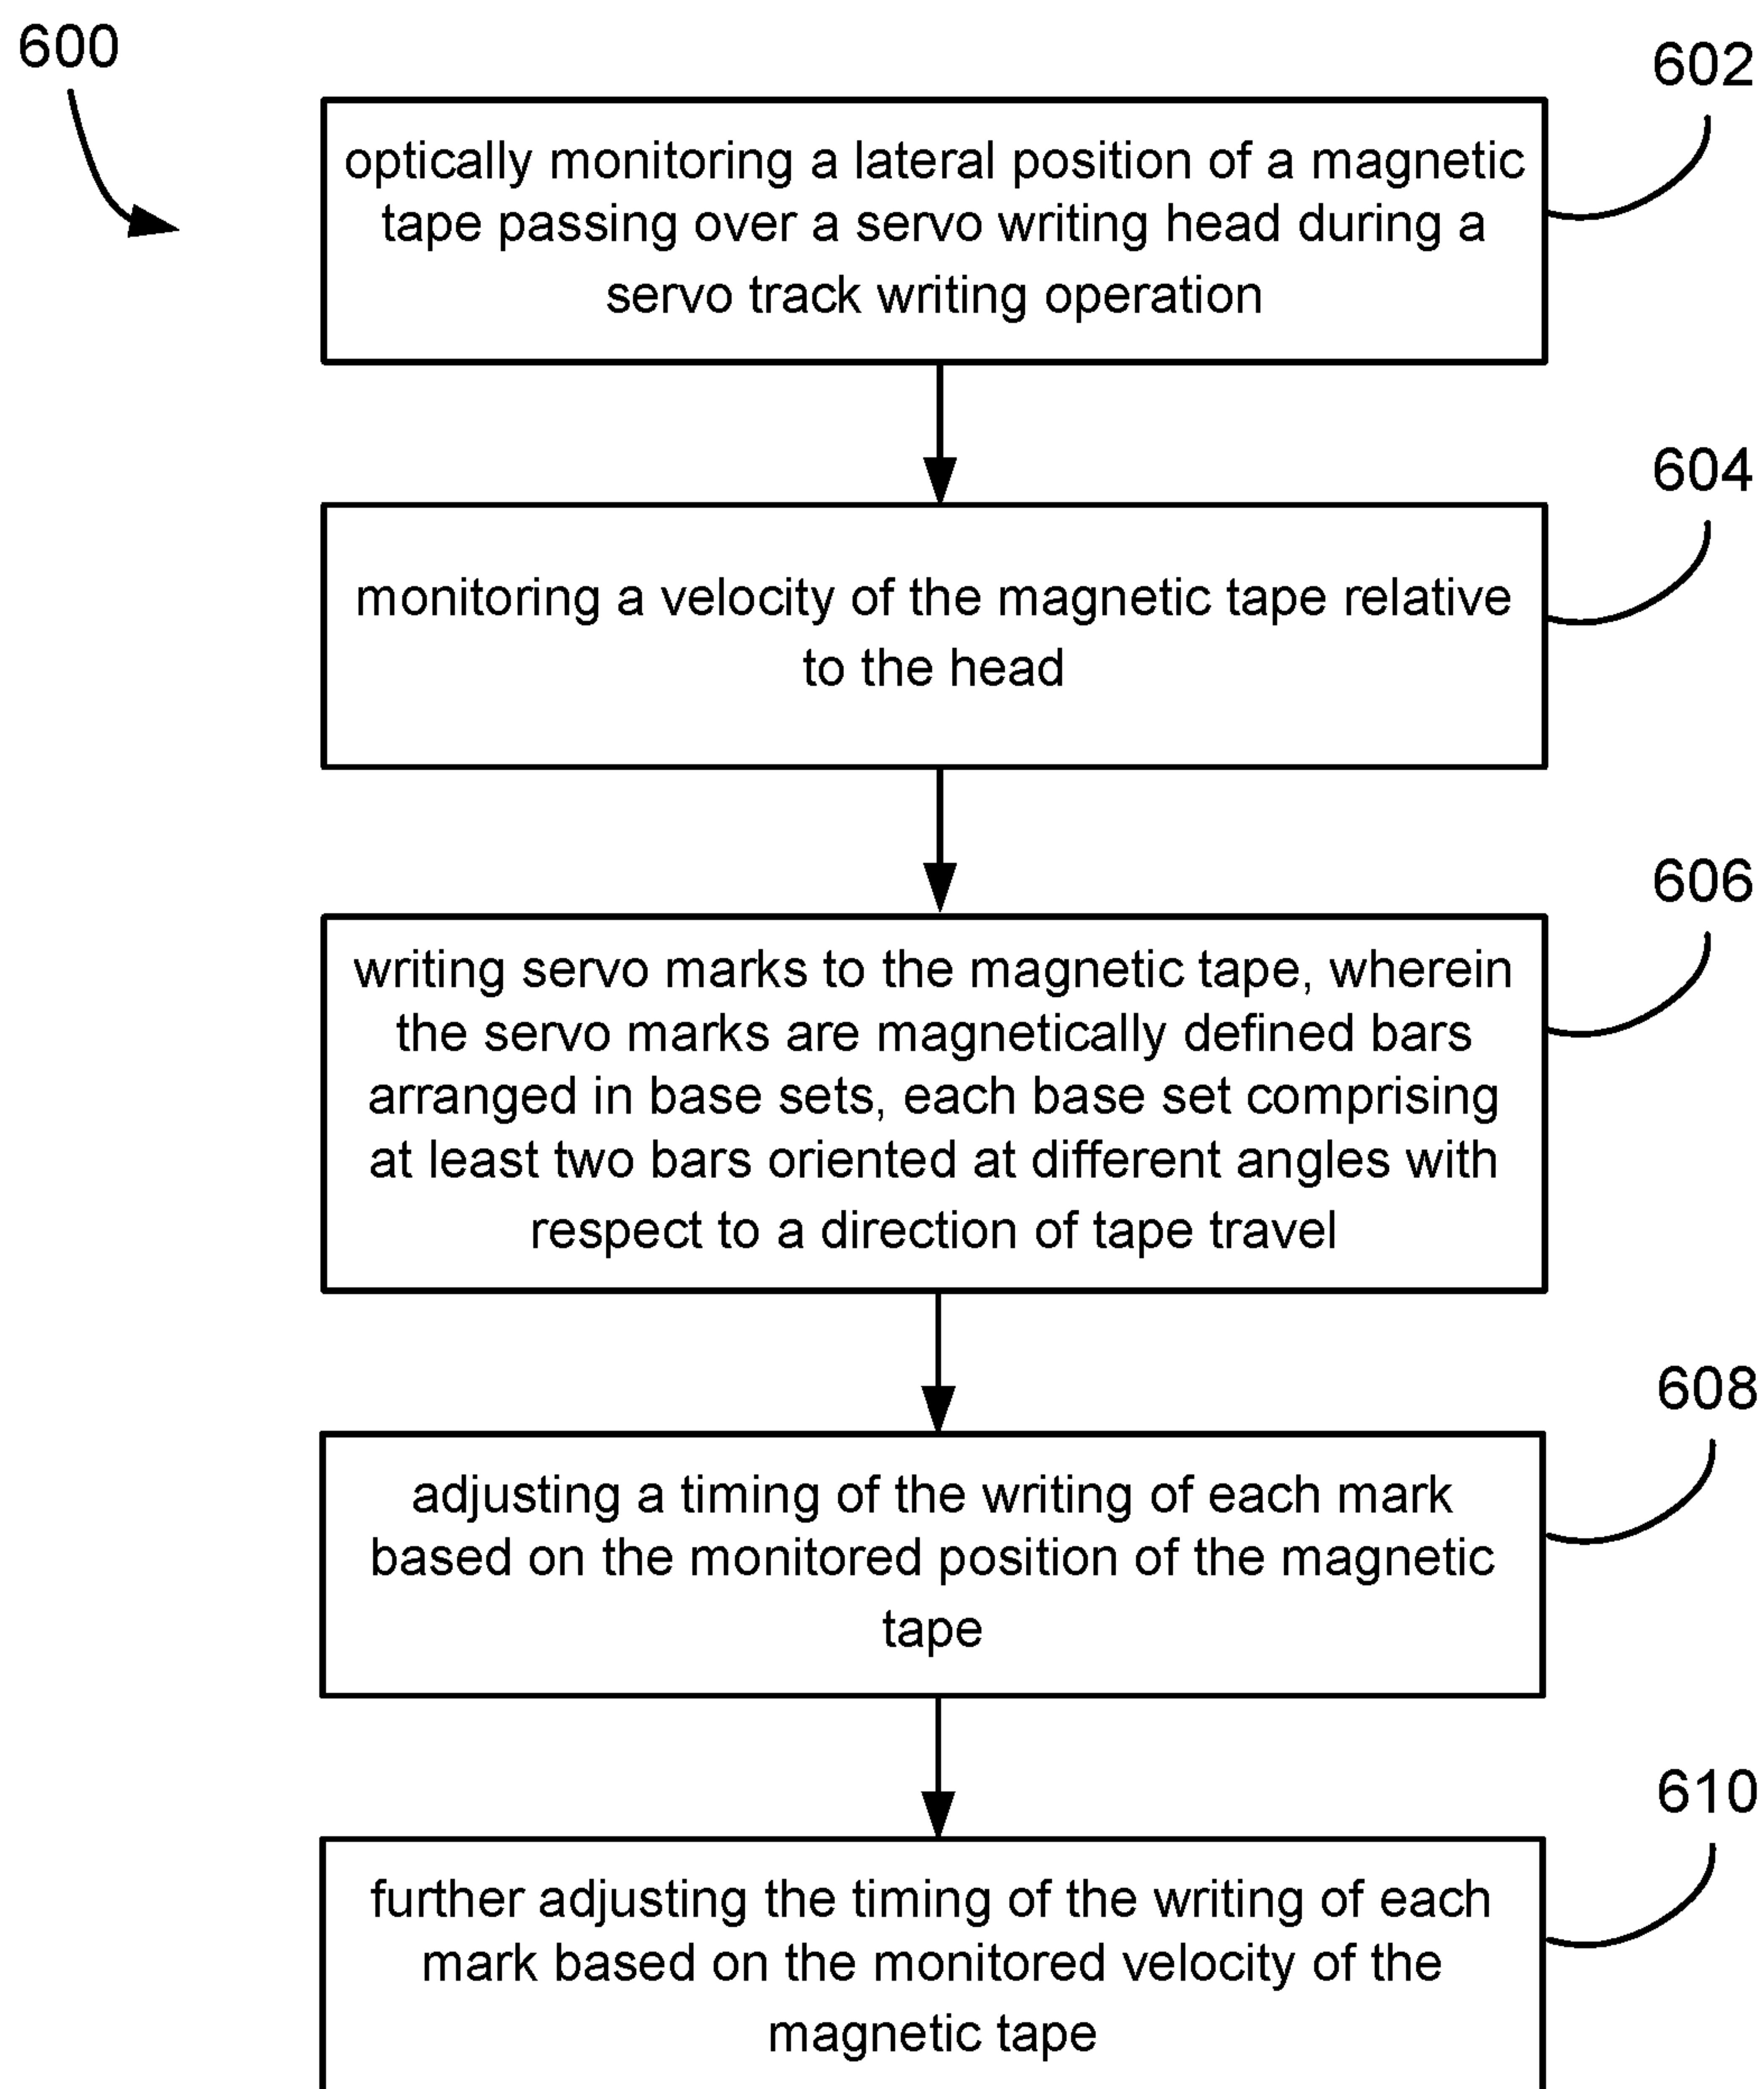 600
602
optically monitoring a lateral position of a magnetic
tape passing over a servo writing head during a
servo track writing operation
604
monitoring a velocity of the magnetic tape relative
to the head
606
writing servo marks to the magnetic tape, wherein
the servo marks are magnetically defined bars
arranged in base sets, each base set comprising
at least two bars oriented at different angles with
respect to a direction of tape travel
608
adjusting a timing of the writing of each mark
based on the monitored position of the magnetic
tape
610
further adjusting the timing of the writing of each
mark based on the monitored velocity of the
magnetic tape